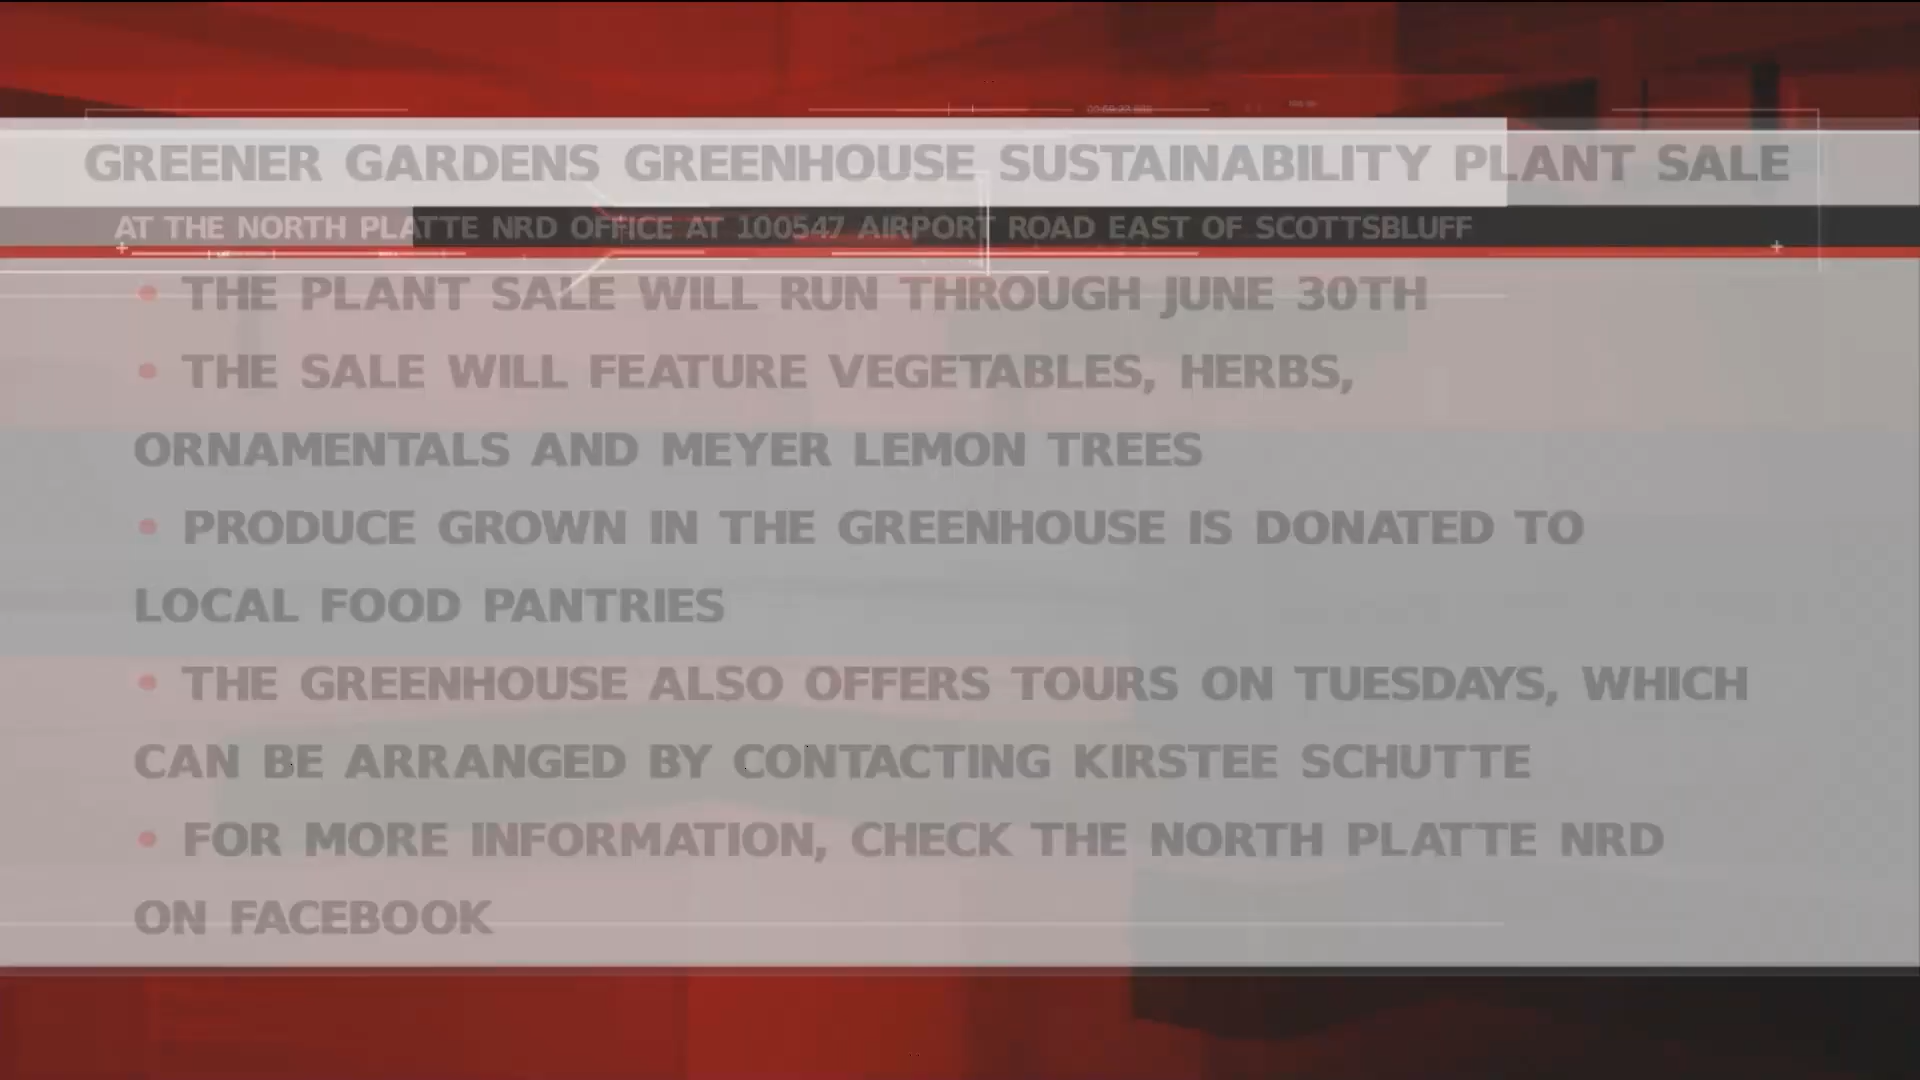 GREENER GARDENS GREENHOUSE SUSTAINABILITY PLANT SALE
AT THE NORTH PLATTE NRD OFFICE AT 100547 AIRPORT ROAD EAST OF SCOTTSBLUFF
• THE PLANT SALE WILL RUN THROUGH JUNE 30TH
• THE SALE WILL FEATURE VEGETABLES, HERBS,
ORNAMENTALS AND MEYER LEMON TREES
• PRODUCE GROWN IN THE GREENHOUSE IS DONATED TO
LOCAL FOOD PANTRIES
• THE GREENHOUSE ALSO OFFERS TOURS ON TUESDAYS, WHICH
CAN BE ARRANGED BY CONTACTING KIRSTEE SCHUTTE
• FOR MORE INFORMATION, CHECK THE NORTH PLATTE NRD
ON FACEBOOK